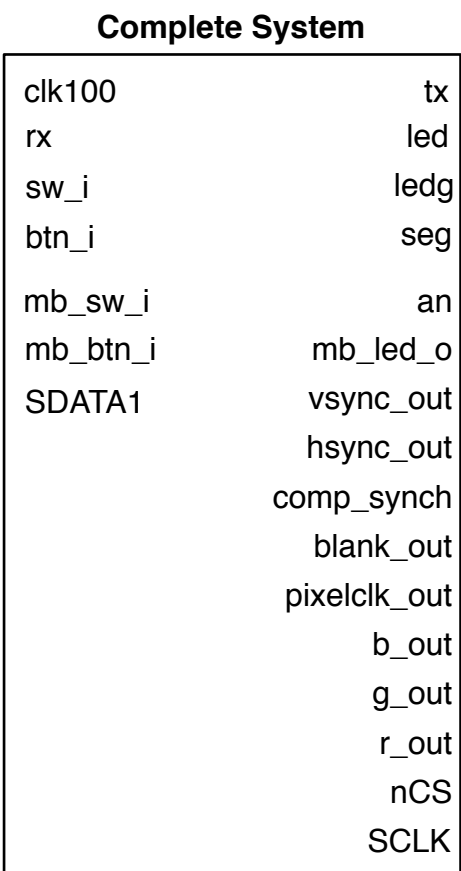 Complete System
clk100 tx
rx led
sw_i ledg
btn_i seg
mb_sw_i an
mb_btn_i mb_led_o
SDATA1 vsync_out
hsync_out
comp_synch
blank_out
pixelclk_out
b_out
g_out
r_out
nCS
SCLK